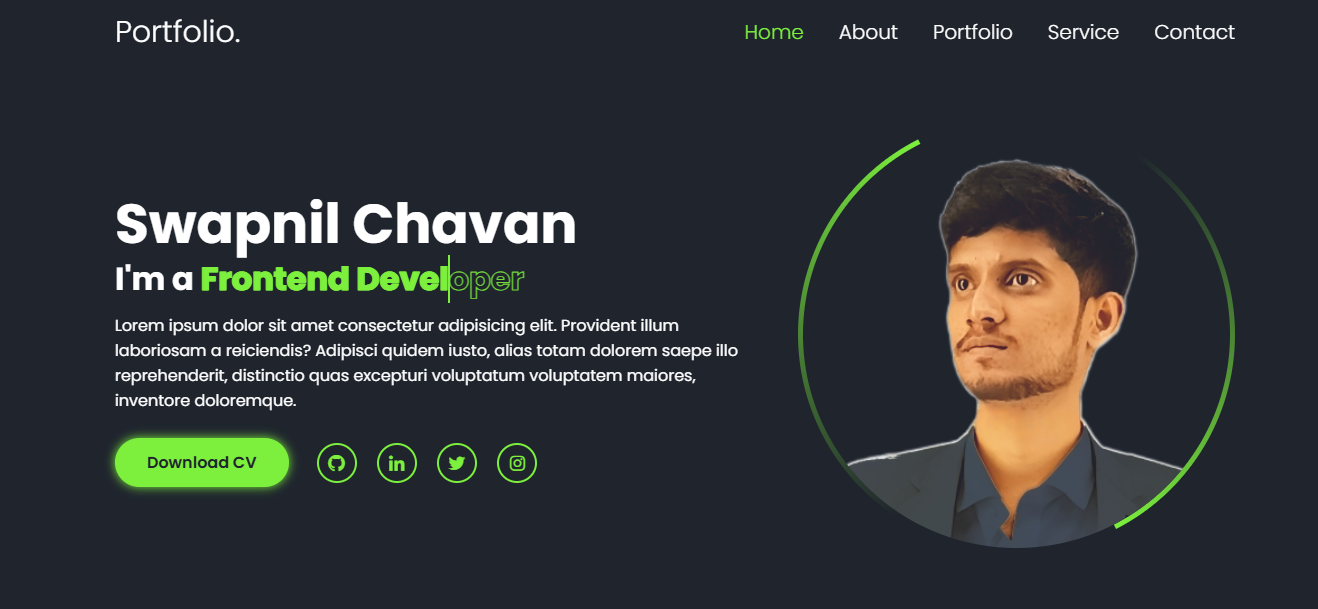 Portfolio.
Home About Portfolio Service Contact
Swapnil Chavan
I'm a Frontend Developer
Lorem ipsum dolor sit amet consectetur adipisicing elit. Provident illum
laboriosam a reiciendis? Adipisci quidem iusto, alias totam dolorem saepe illo
reprehenderit, distinctio quas excepturi voluptatum voluptatem maiores,
inventore doloremque.
Download CV